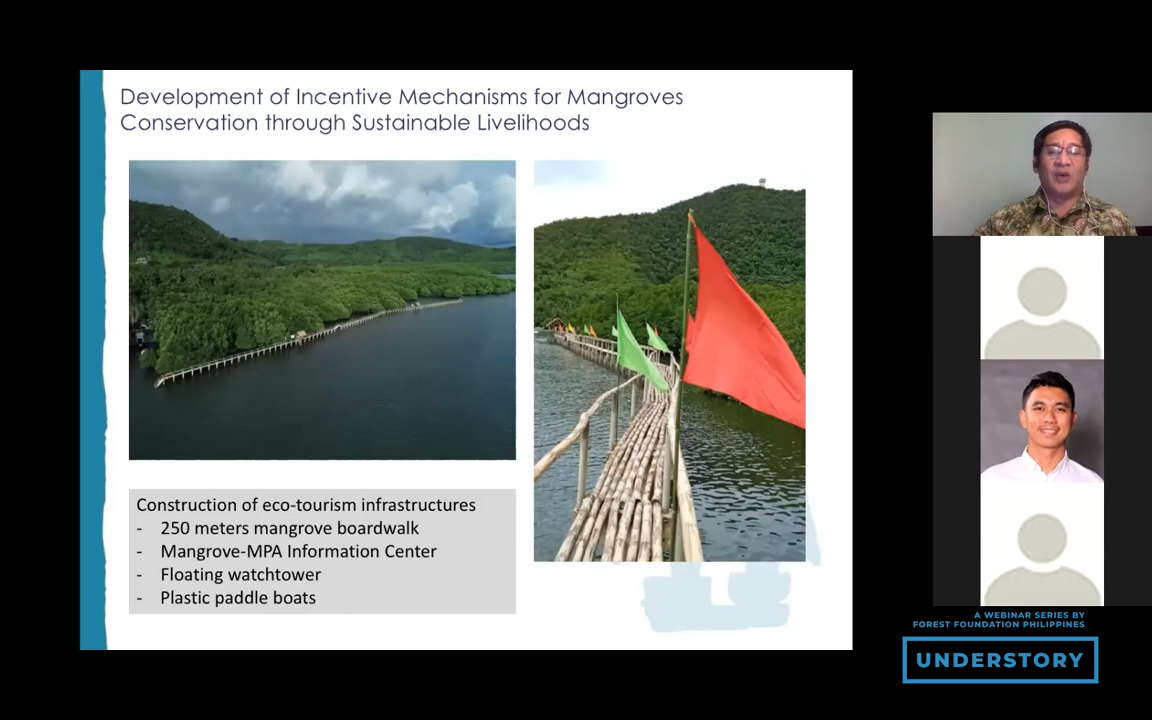 Development of Incentive Mechanisms for Mangroves
Conservation through Sustainable Livelihoods
Construction of eco-tourism infrastructures
- 250 meters mangrove boardwalk
- Mangrove-MPA Information Center
- Floating watchtower
- Plastic paddle boats
A WEBINAR SERIES BY
FOREST FOUNDATION PHILIPPINES
UNDERSTORY